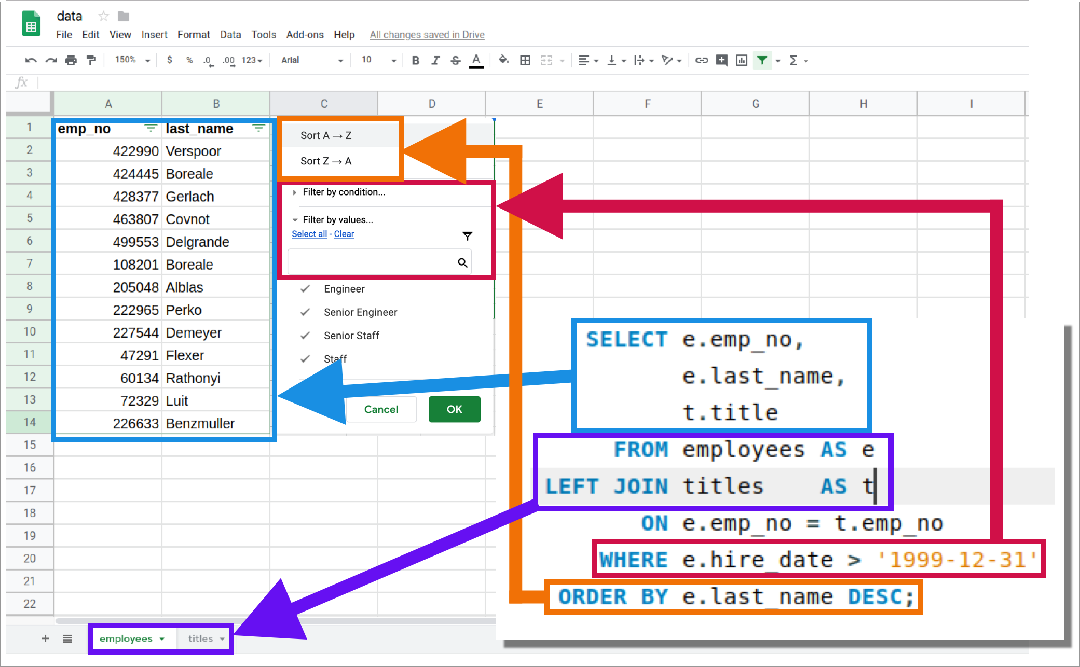 data
File Edit View Insert Format Data Tools Add-ons Help All changes saved in Drive
150% $ % .0 .00 123 Arial 10 B I S A Σ
fx
A B C D E F G H I
1 emp_no last_name
2 422990 Verspoor
3 424445 Boreale
4 428377 Gerlach
5 463807 Covnot
6 499553 Delgrande
7 108201 Boreale
8 205048 Alblas
9 222965 Perko
10 227544 Demeyer
11 47291 Flexer
12 60134 Rathonyi
13 72329 Luit
14 226633 Benzmuller
15
16
17
18
19
20
21
22
Sort A → Z
Sort Z → A
Filter by condition...
Filter by values...
Select all - Clear
Engineer
Senior Engineer
Senior Staff
Staff
Cancel OK
SELECT e.emp_no,
e.last_name,
t.title
FROM employees AS e
LEFT JOIN titles AS t
ON e.emp_no = t.emp_no
WHERE e.hire_date > '1999-12-31'
ORDER BY e.last_name DESC;
+ employees titles